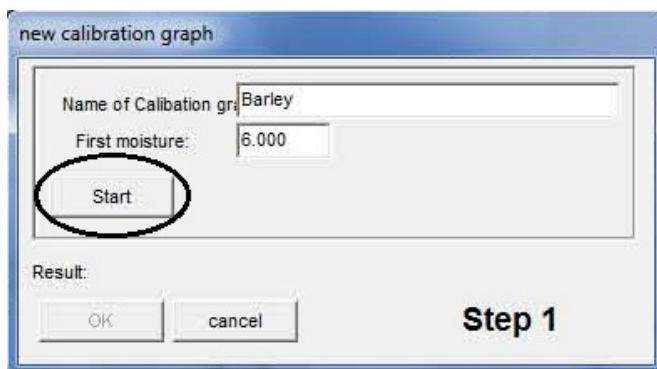 new calibration graph
Name of Calibation gra Barley
First moisture: 6.000
Start
Result:
OK cancel Step 1